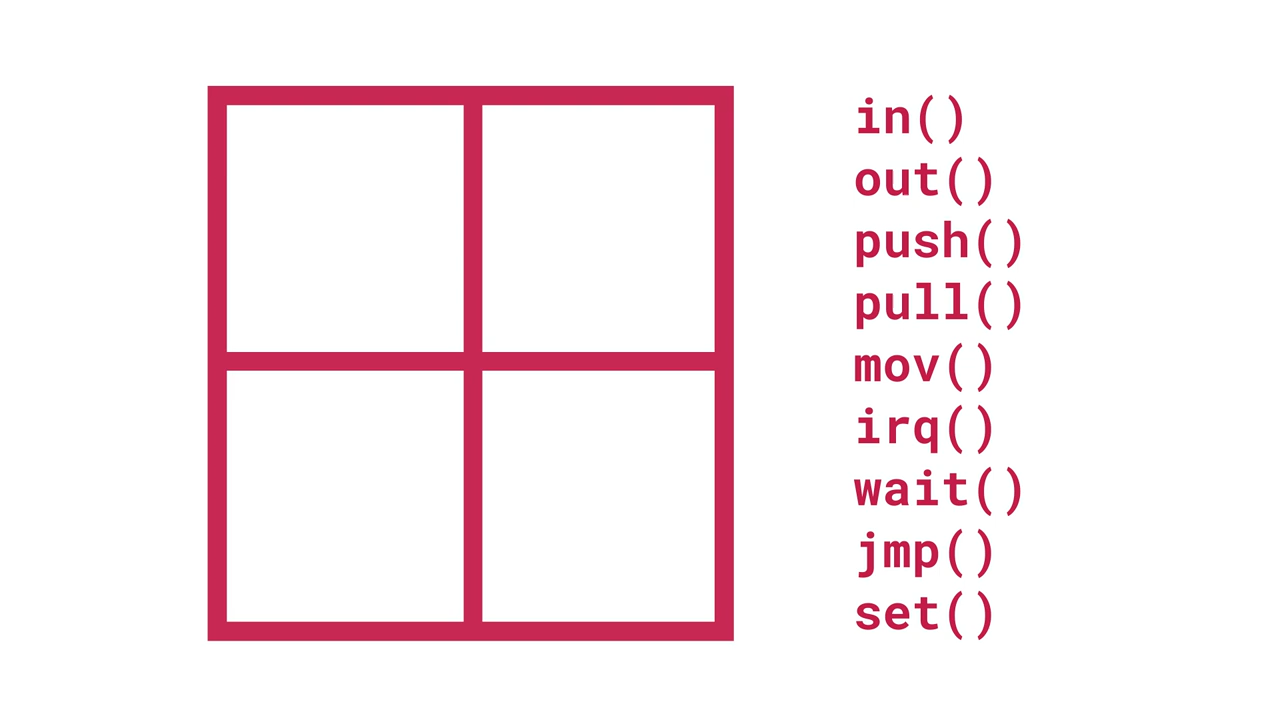 in()
out()
push()
pull()
mov()
irq()
wait()
jmp()
set()